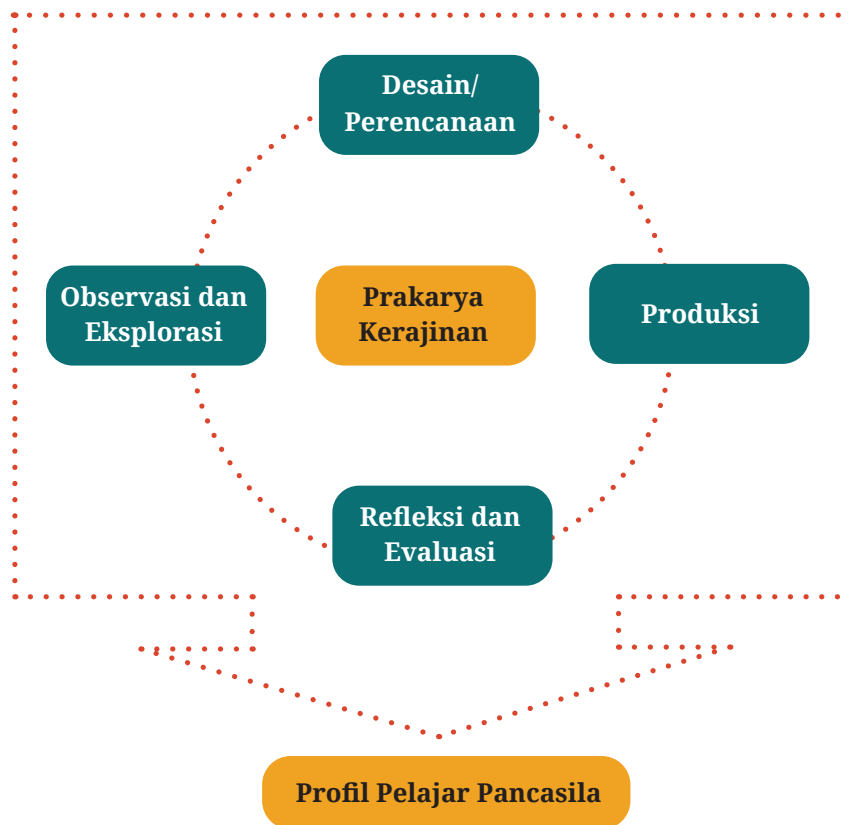 Desain/
Perencanaan
Observasi dan
Eksplorasi
Prakarya
Kerajinan
Produksi
Refleksi dan
Evaluasi
Profil Pelajar Pancasila